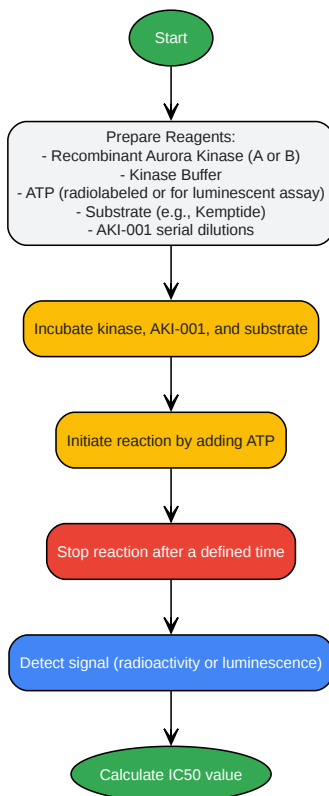 Start
Prepare Reagents:
- Recombinant Aurora Kinase (A or B)
- Kinase Buffer
- ATP (radiolabeled or for luminescent assay)
- Substrate (e.g., Kemptide)
- AKI-001 serial dilutions
Incubate kinase, AKI-001, and substrate
Initiate reaction by adding ATP
Stop reaction after a defined time
Detect signal (radioactivity or luminescence)
Calculate IC50 value